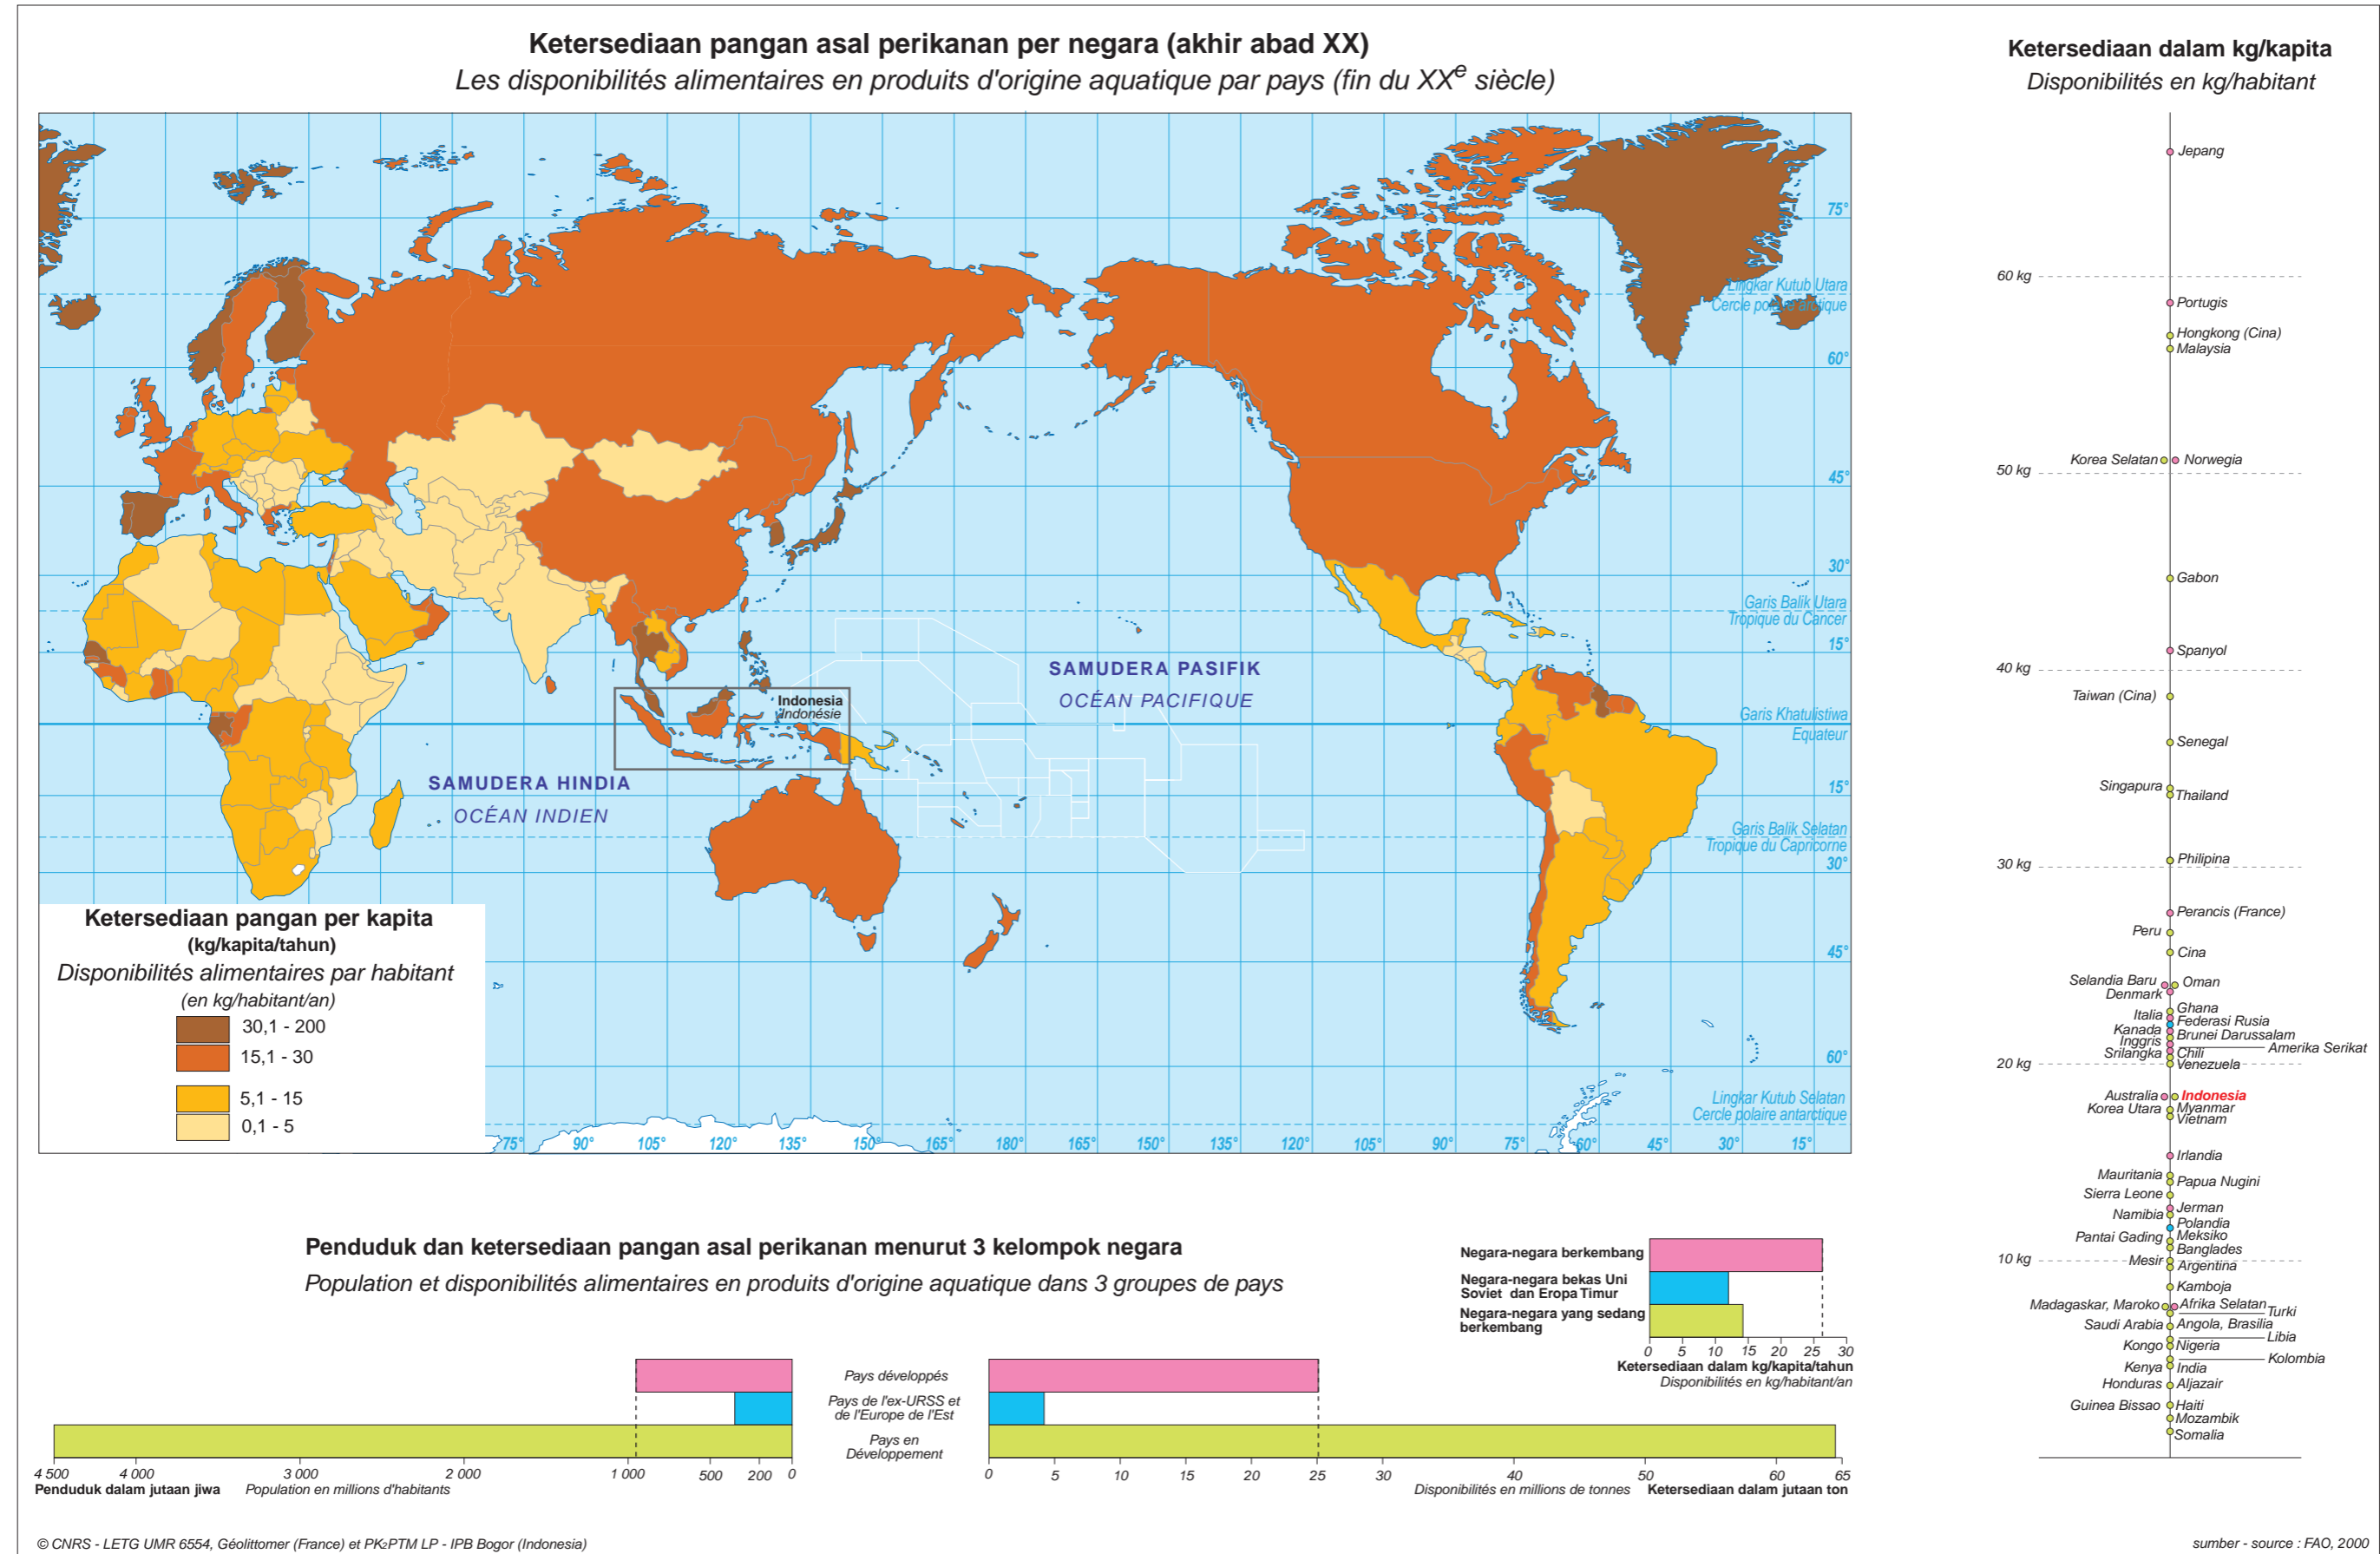 Ketersediaan pangan asal perikanan per negara (akhir abad XX)
Les disponibilités alimentaires en produits d'origine aquatique par pays (fin du XXe siècle)
75°
Lingkar Kutub Utara
Cercle polaire arctique
60°
45°
30°
Garis Balik Utara
Tropique du Cancer
15°
SAMUDERA PASIFIK
OCÉAN PACIFIQUE
Indonesia
Indonésie
Garis Khatulistiwa
Equateur
SAMUDERA HINDIA
OCÉAN INDIEN
15°
Garis Balik Selatan
Tropique du Capricorne
30°
45°
60°
Lingkar Kutub Selatan
Cercle polaire antarctique
75° 90° 105° 120° 135° 150° 165° 180° 165° 150° 135° 120° 105° 90° 75° 60° 45° 30° 15°
Ketersediaan pangan per kapita
(kg/kapita/tahun)
Disponibilités alimentaires par habitant
(en kg/habitant/an)
30,1 - 200
15,1 - 30
5,1 - 15
0,1 - 5
Ketersediaan dalam kg/kapita
Disponibilités en kg/habitant
Jepang
60 kg
Portugis
Hongkong (Cina)
Malaysia
Korea Selatan Norwegia
50 kg
Gabon
Spanyol
40 kg
Taiwan (Cina)
Senegal
Singapura
Thailand
Philipina
30 kg
Perancis (France)
Peru
Cina
Selandia Baru Oman
Denmark
Ghana
Italia
Federasi Rusia
Kanada
Brunei Darussalam
Inggris
Amerika Serikat
Srilangka Chili
20 kg Venezuela
Australia Indonesia
Korea Utara Myanmar
Vietnam
Irlandia
Mauritania
Papua Nugini
Sierra Leone
Jerman
Namibia
Polandia
Pantai Gading Meksiko
Banglades
10 kg Mesir
Argentina
Kamboja
Madagaskar, Maroko Afrika Selatan
Turki
Saudi Arabia Angola, Brasilia
Libia
Kongo Nigeria
Kolombia
Kenya India
Honduras Aljazair
Guinea Bissao Haiti
Mozambik
Somalia
Penduduk dan ketersediaan pangan asal perikanan menurut 3 kelompok negara
Population et disponibilités alimentaires en produits d'origine aquatique dans 3 groupes de pays
Negara-negara berkembang
Negara-negara bekas Uni
Soviet dan Eropa Timur
Negara-negara yang sedang
berkembang
0 5 10 15 20 25 30
Ketersediaan dalam kg/kapita/tahun
Disponibilités en kg/habitant/an
Pays développés
Pays de l'ex-URSS et
de l'Europe de l'Est
Pays en
Développement
4 500 4 000 3 000 2 000 1 000 500 200 0
Penduduk dalam jutaan jiwa Population en millions d'habitants
0 5 10 15 20 25 30 40 50 60 65
Disponibilités en millions de tonnes Ketersediaan dalam jutaan ton
© CNRS - LETG UMR 6554, Géolittomer (France) et PK2PTM LP - IPB Bogor (Indonesia)
sumber - source : FAO, 2000